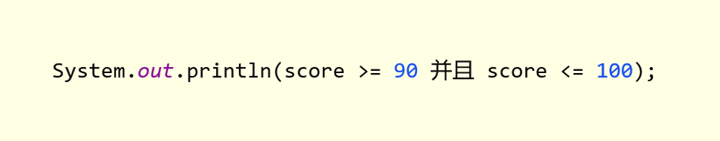 System.out.println(score >= 90 并且 score <= 100);